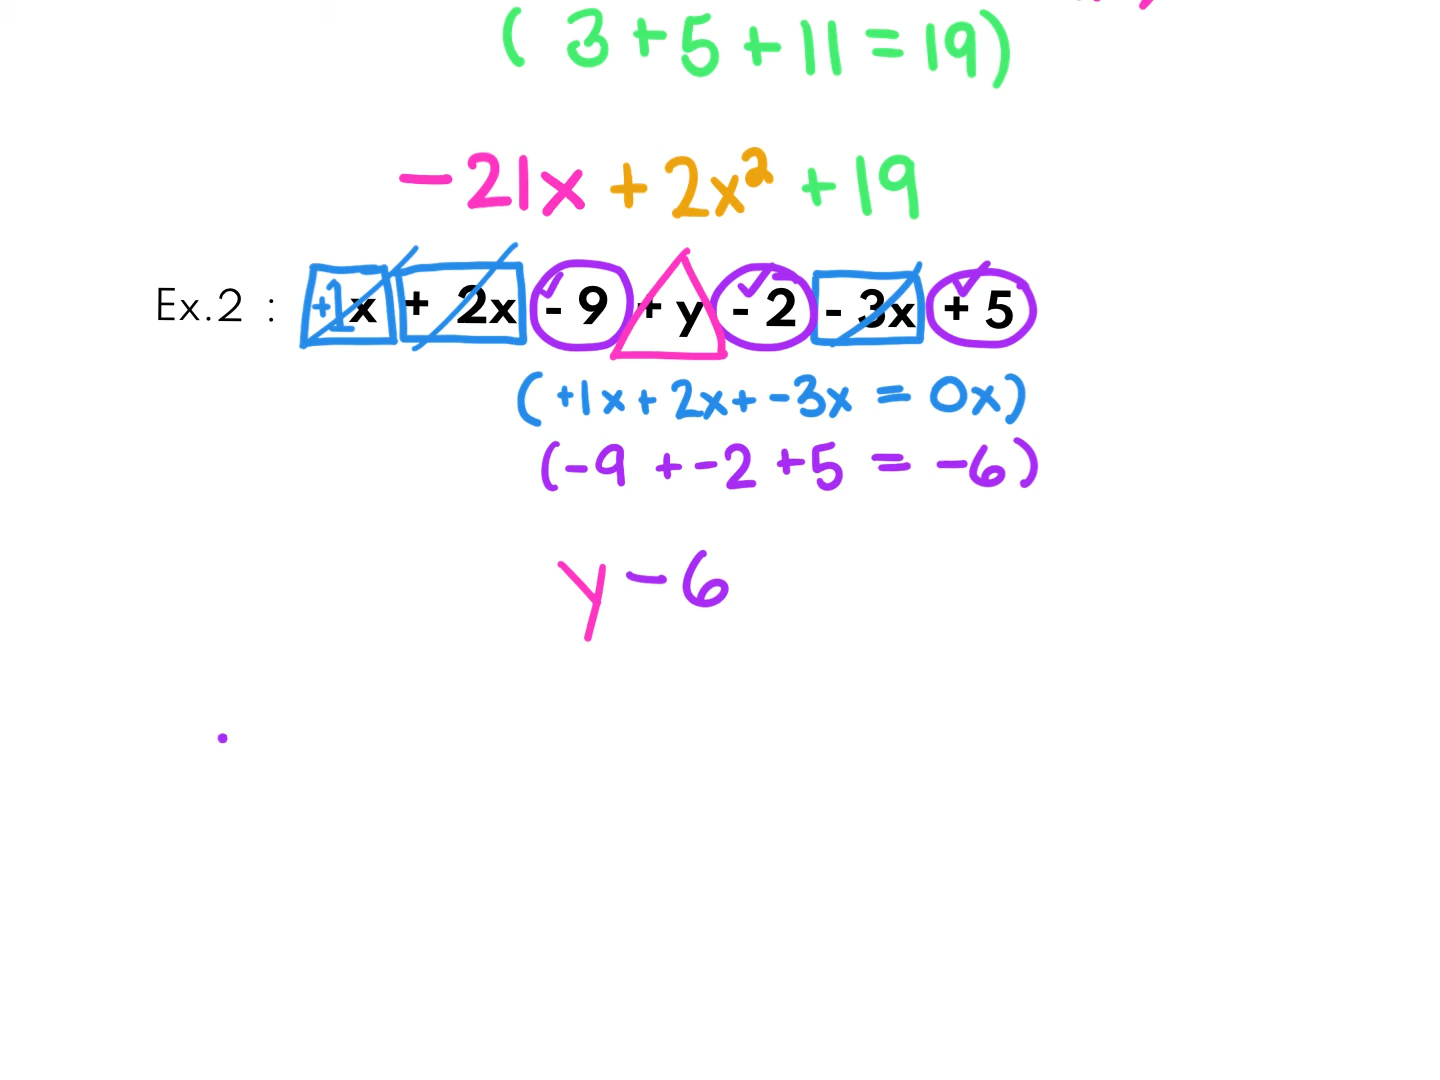 ( 3 + 5 + 11 = 19 )
- 21x + 2x² + 19
Ex.2 : +1x + 2x - 9 + y - 2 - 3x + 5
( +1x + 2x + -3x = 0x )
( -9 + -2 + 5 = -6 )
y - 6